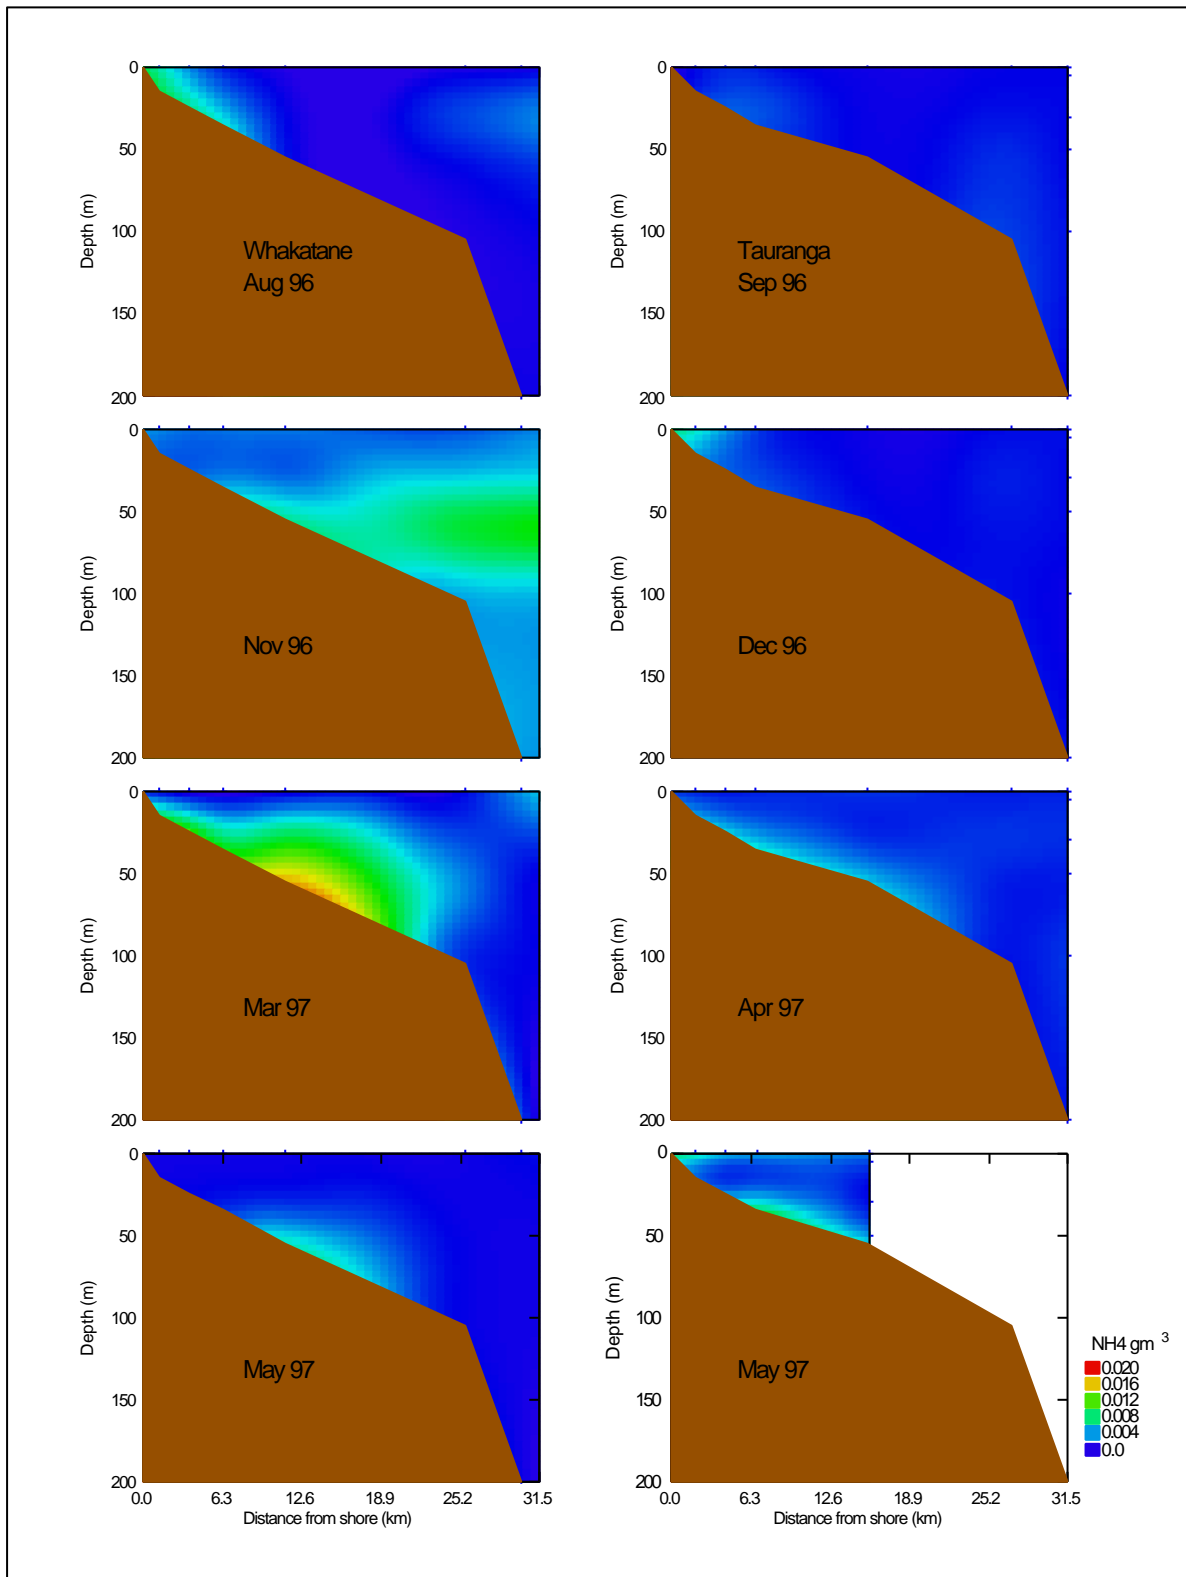 0
50
100
150
200
Depth (m)
Whakatane
Aug 96
0
50
100
150
200
Depth (m)
Tauranga
Sep 96
0
50
100
150
200
Depth (m)
Nov 96
0
50
100
150
200
Depth (m)
Dec 96
0
50
100
150
200
Depth (m)
Mar 97
0
50
100
150
200
Depth (m)
Apr 97
0
50
100
150
200
Depth (m)
May 97
0.0 6.3 12.6 18.9 25.2 31.5
Distance from shore (km)
0
50
100
150
200
Depth (m)
May 97
0.0 6.3 12.6 18.9 25.2 31.5
Distance from shore (km)
NH4 gm 3
0.020
0.016
0.012
0.008
0.004
0.0